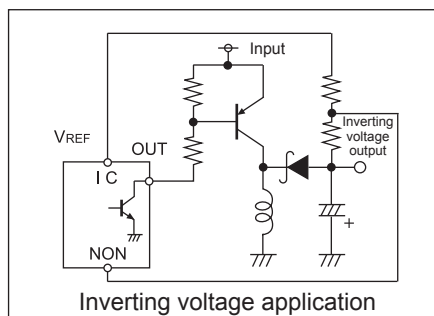 Input
Inverting
voltage
output
VREF
OUT
I C
NON
+
Inverting voltage application